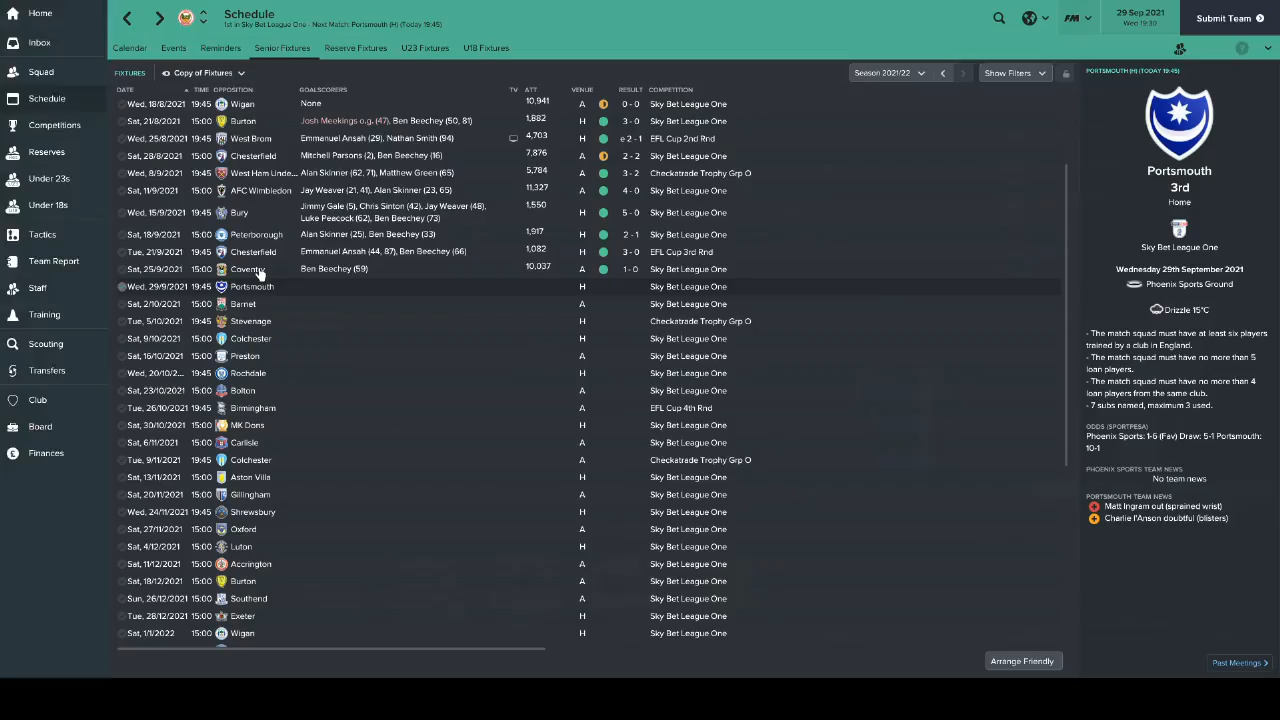 Home
Inbox
Squad
Schedule
Competitions
Reserves
Under 23s
Under 18s
Tactics
Team Report
Staff
Training
Scouting
Transfers
Club
Board
Finances
Schedule
1st in Sky Bet League One - Next Match: Portsmouth (H) (Today 19:45)
FM
29 Sep 2021
Wed 19:30
Submit Team
Calendar Events Reminders Senior Fixtures Reserve Fixtures U23 Fixtures U18 Fixtures
FIXTURES Copy of Fixtures Season 2021/22 Show Filters
DATE TIME OPPOSITION GOALSCORERS TV ATT VENUE RESULT COMPETITION
Wed, 18/8/2021 19:45 Wigan None 10,941 A 0 - 0 Sky Bet League One
Sat, 21/8/2021 15:00 Burton Josh Meekings o.g. (47), Ben Beechey (50, 81) 1,882 H 3 - 0 Sky Bet League One
Wed, 25/8/2021 19:45 West Brom Emmanuel Ansah (29), Nathan Smith (94) 4,703 H e 2 - 1 EFL Cup 2nd Rnd
Sat, 28/8/2021 15:00 Chesterfield Mitchell Parsons (2), Ben Beechey (16) 7,876 A 2 - 2 Sky Bet League One
Wed, 8/9/2021 19:45 West Ham Unde... Alan Skinner (62, 71), Matthew Green (65) 5,784 H 3 - 2 Checkatrade Trophy Grp O
Sat, 11/9/2021 15:00 AFC Wimbledon Jay Weaver (21, 41), Alan Skinner (23, 65) 11,327 A 4 - 0 Sky Bet League One
Wed, 15/9/2021 19:45 Bury Jimmy Gale (5), Chris Sinton (42), Jay Weaver (48), 1,550 H 5 - 0 Sky Bet League One
Luke Peacock (62), Ben Beechey (73)
Sat, 18/9/2021 15:00 Peterborough Alan Skinner (25), Ben Beechey (33) 1,917 H 2 - 1 Sky Bet League One
Tue, 21/9/2021 19:45 Chesterfield Emmanuel Ansah (44, 87), Ben Beechey (66) 1,082 H 3 - 0 EFL Cup 3rd Rnd
Sat, 25/9/2021 15:00 Coventry Ben Beechey (59) 10,037 A 1 - 0 Sky Bet League One
Wed, 29/9/2021 19:45 Portsmouth H Sky Bet League One
Sat, 2/10/2021 15:00 Barnet A Sky Bet League One
Tue, 5/10/2021 19:45 Stevenage H Checkatrade Trophy Grp O
Sat, 9/10/2021 15:00 Colchester H Sky Bet League One
Sat, 16/10/2021 15:00 Preston A Sky Bet League One
Wed, 20/10/2... 19:45 Rochdale H Sky Bet League One
Sat, 23/10/2021 15:00 Bolton A Sky Bet League One
Tue, 26/10/2021 19:45 Birmingham A EFL Cup 4th Rnd
Sat, 30/10/2021 15:00 MK Dons H Sky Bet League One
Sat, 6/11/2021 15:00 Carlisle A Sky Bet League One
Tue, 9/11/2021 19:45 Colchester A Checkatrade Trophy Grp O
Sat, 13/11/2021 15:00 Aston Villa H Sky Bet League One
Sat, 20/11/2021 15:00 Gillingham A Sky Bet League One
Wed, 24/11/2021 19:45 Shrewsbury H Sky Bet League One
Sat, 27/11/2021 15:00 Oxford A Sky Bet League One
Sat, 4/12/2021 15:00 Luton H Sky Bet League One
Sat, 11/12/2021 15:00 Accrington A Sky Bet League One
Sat, 18/12/2021 15:00 Burton A Sky Bet League One
Sun, 26/12/2021 15:00 Southend A Sky Bet League One
Tue, 28/12/2021 15:00 Exeter H Sky Bet League One
Sat, 1/1/2022 15:00 Wigan H Sky Bet League One
Arrange Friendly
PORTSMOUTH (H) (TODAY 19:45)
Portsmouth
3rd
Home
Sky Bet League One
Wednesday 29th September 2021
Phoenix Sports Ground
Drizzle 15°C
- The match squad must have at least six players
trained by a club in England.
- The match squad must have no more than 5
loan players.
- The match squad must have no more than 4
loan players from the same club.
- 7 subs named, maximum 3 used.
ODDS (SPORTPESA)
Phoenix Sports: 1-6 (Fav) Draw: 5-1 Portsmouth:
10-1
PHOENIX SPORTS TEAM NEWS
No team news
PORTSMOUTH TEAM NEWS
Matt Ingram out (sprained wrist)
Charlie I'Anson doubtful (blisters)
Past Meetings